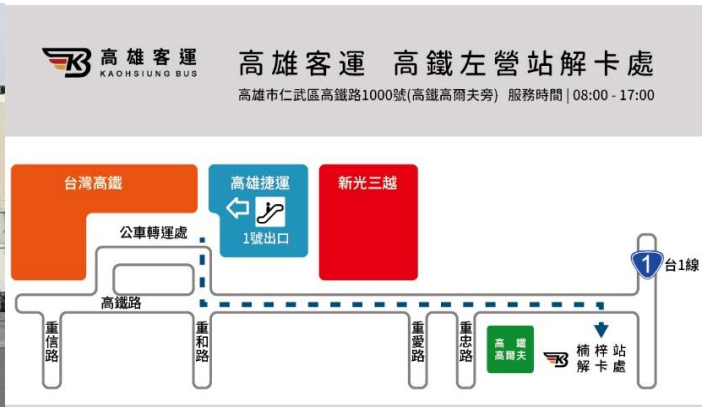 高雄客運
KAOHSIUNG BUS
高雄客運 高鐵左營站解卡處
高雄市仁武區高鐵路1000號(高鐵高爾夫旁) 服務時間 | 08:00 - 17:00
台灣高鐵
高雄捷運
1號出口
新光三越
公車轉運處
1
台1線
高鐵路
重信路
重和路
重愛路
重忠路
高鐵
高爾夫
楠梓站
解卡處